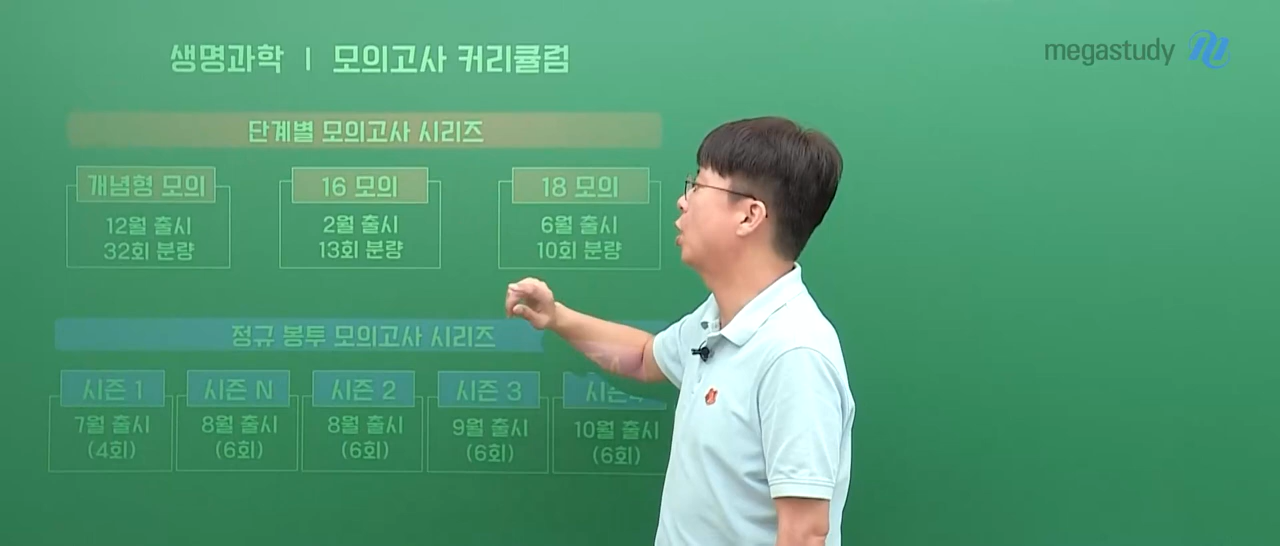 생명과학 I 모의고사 커리큘럼
megastudy
단계별 모의고사 시리즈
개념형 모의
12월 출시
32회 분량
16 모의
2월 출시
13회 분량
18 모의
6월 출시
10회 분량
정규 봉투 모의고사 시리즈
시즌 1
7월 출시
(4회)
시즌 N
8월 출시
(6회)
시즌 2
8월 출시
(6회)
시즌 3
9월 출시
(6회)
시즌
10월 출시
(6회)